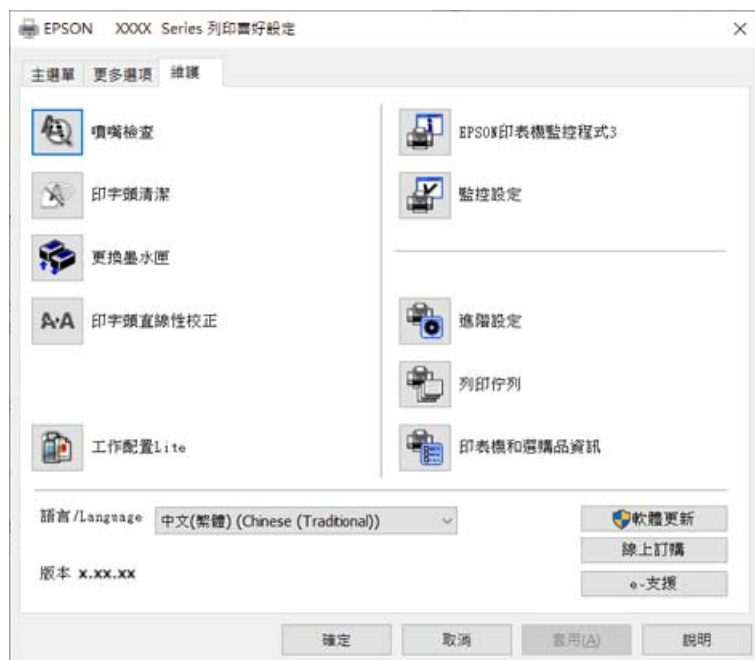 EPSON XXXX Series 列印喜好設定
主選單 更多選項 維護
噴嘴檢查
印字頭清潔
更換墨水匣
印字頭直線性校正
工作配置Lite
EPSON印表機監控程式3
監控設定
進階設定
列印佇列
印表機和選購品資訊
語言/Language 中文(繁體) (Chinese (Traditional))
版本 x.xx.xx
軟體更新
線上訂購
e-支援
確定 取消 套用(A) 說明